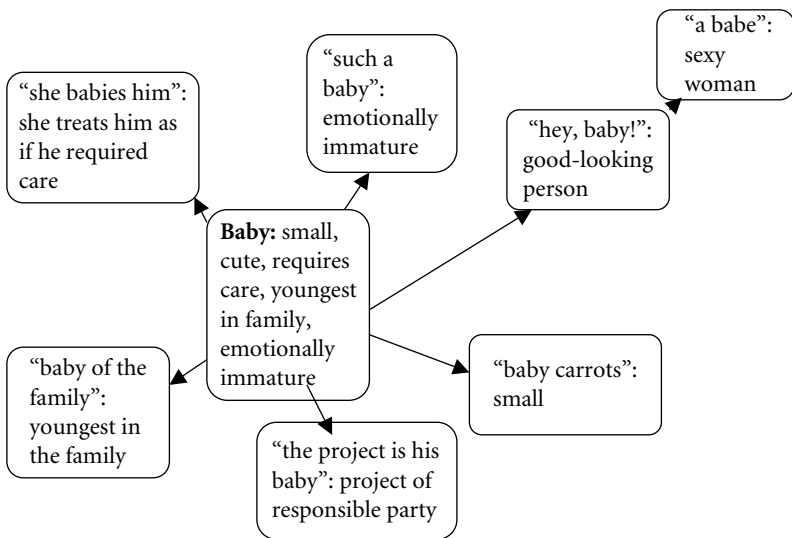 “a babe”:
sexy
woman
“such a
baby”:
emotionally
immature
“she babies him”:
she treats him as
if he required
care
“hey, baby!”:
good-looking
person
Baby: small,
cute, requires
care, youngest
in family,
emotionally
immature
“baby of the
family”:
youngest in
the family
“baby carrots”:
small
“the project is his
baby”: project of
responsible party